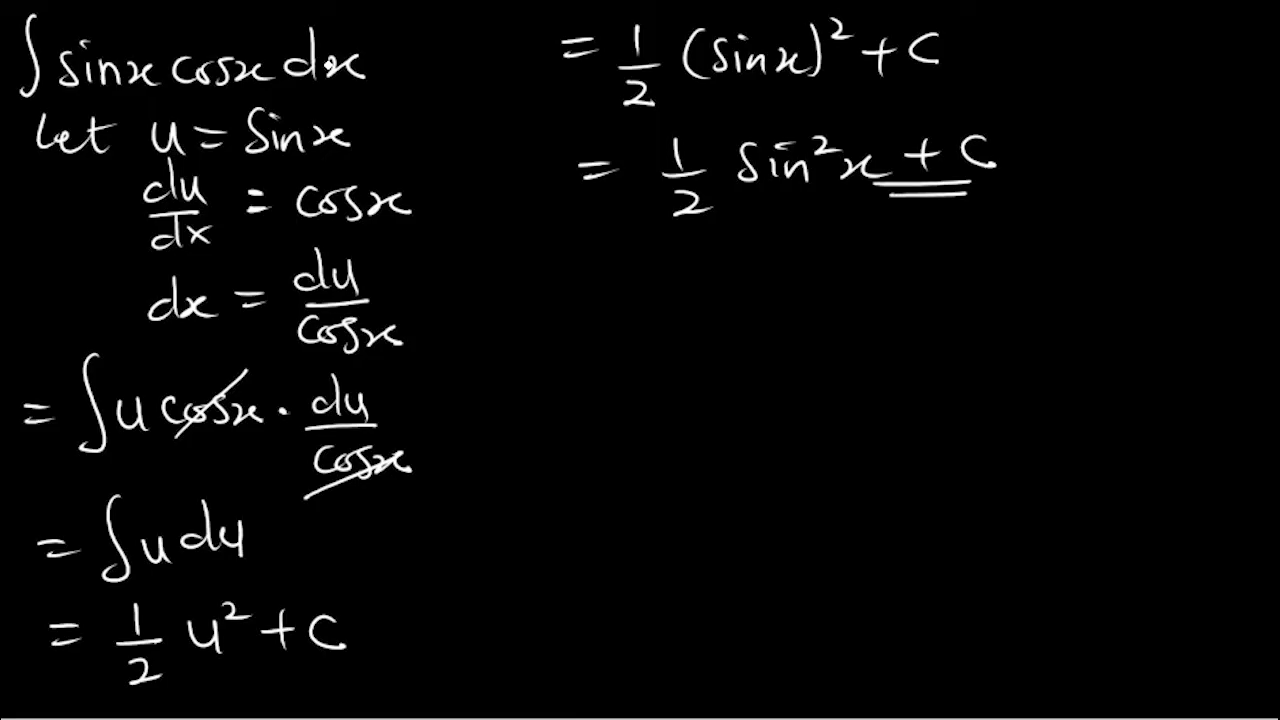 ∫ sinx cosx dx
let u = sinx
du/dx = cosx
dx = du/cosx
= ∫ u cosx · du/cosx
= ∫ u du
= 1/2 u² + c
= 1/2 (sinx)² + c
= 1/2 sin²x + c